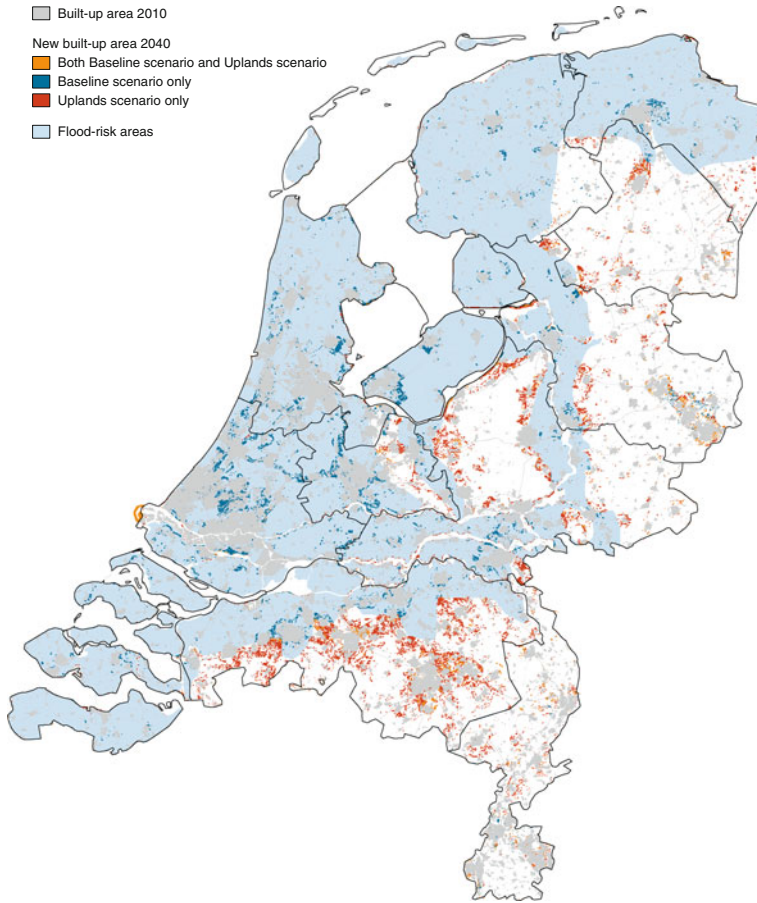 Built-up area 2010
New built-up area 2040
Both Baseline scenario and Uplands scenario
Baseline scenario only
Uplands scenario only
Flood-risk areas